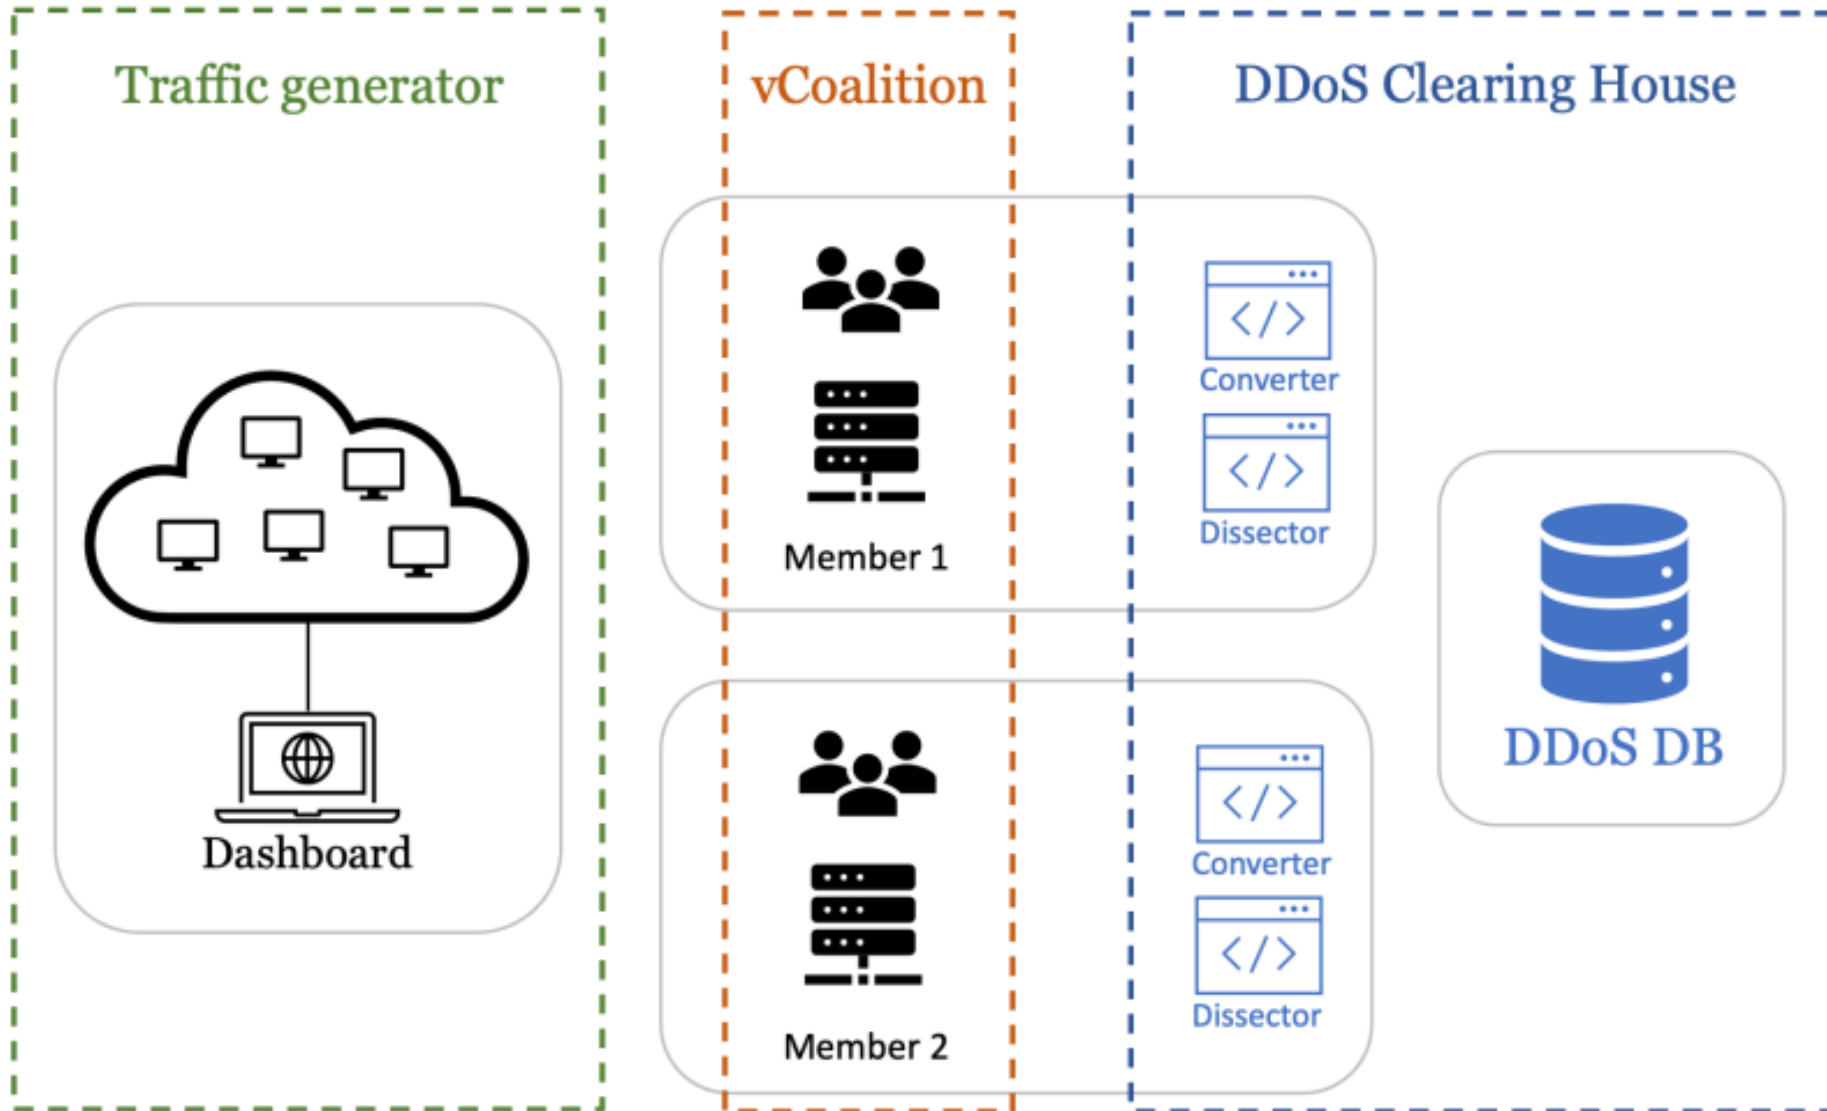 Traffic generator
vCoalition
DDoS Clearing House
Converter
Dissector
Member 1
DDoS DB
Dashboard
Converter
Dissector
Member 2